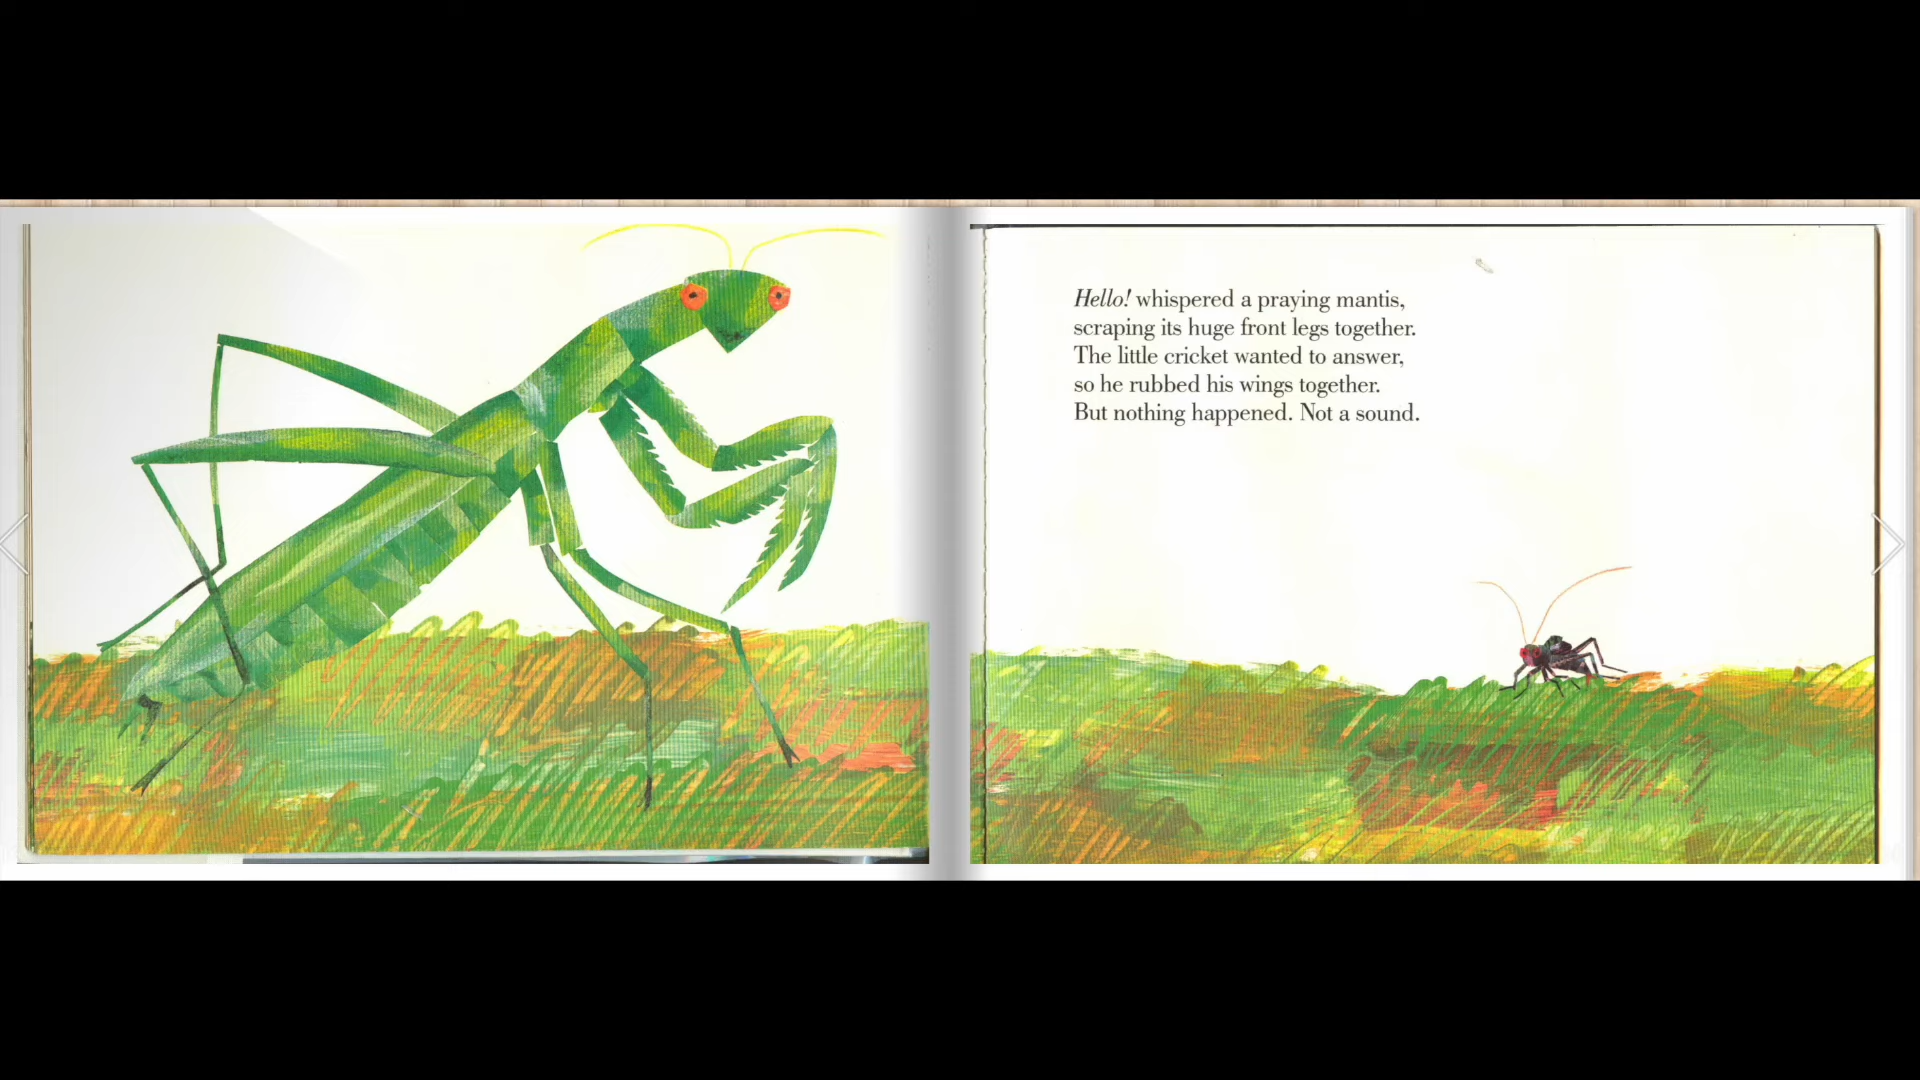 Hello! whispered a praying mantis,
scraping its huge front legs together.
The little cricket wanted to answer,
so he rubbed his wings together.
But nothing happened. Not a sound.